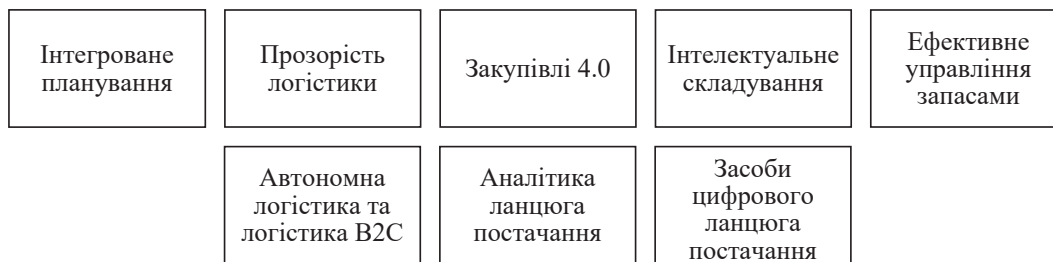 Інтегроване
планування
Прозорість
логістики
Закупівлі 4.0
Інтелектуальне
складування
Ефективне
управління
запасами
Автономна
логістика та
логістика B2C
Аналітика
ланцюга
постачання
Засоби
цифрового
ланцюга
постачання